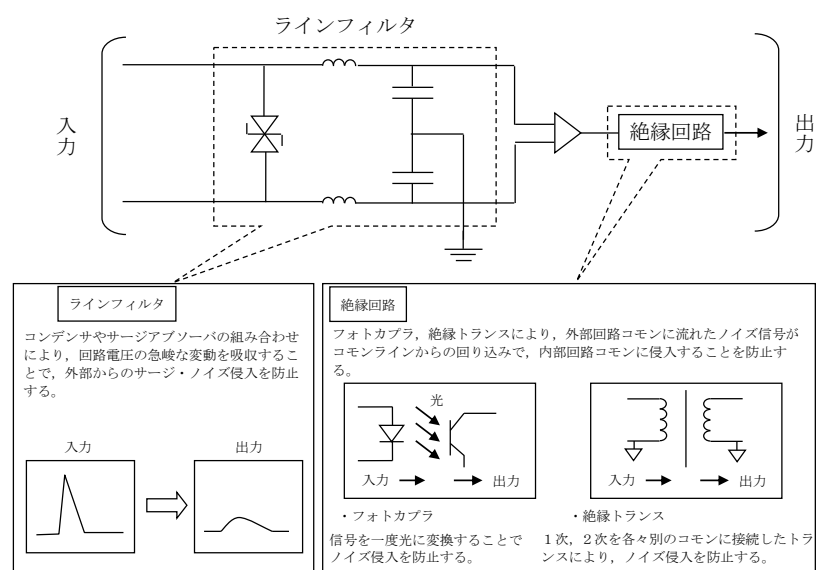 ラインフィルタ
入力
絶縁回路
出力
ラインフィルタ
コンデンサやサージアブソーバの組み合わせ
により，回路電圧の急峻な変動を吸収するこ
とで，外部からのサージ・ノイズ侵入を防止
する。
入力
出力
絶縁回路
フォトカプラ，絶縁トランスにより，外部回路コモンに流れたノイズ信号が
コモンラインからの回り込みで，内部回路コモンに侵入することを防止す
る。
光
入力
出力
入力
出力
・フォトカプラ
信号を一度光に変換することで
ノイズ侵入を防止する。
・絶縁トランス
１次，２次を各々別のコモンに接続したトラ
ンスにより，ノイズ侵入を防止する。